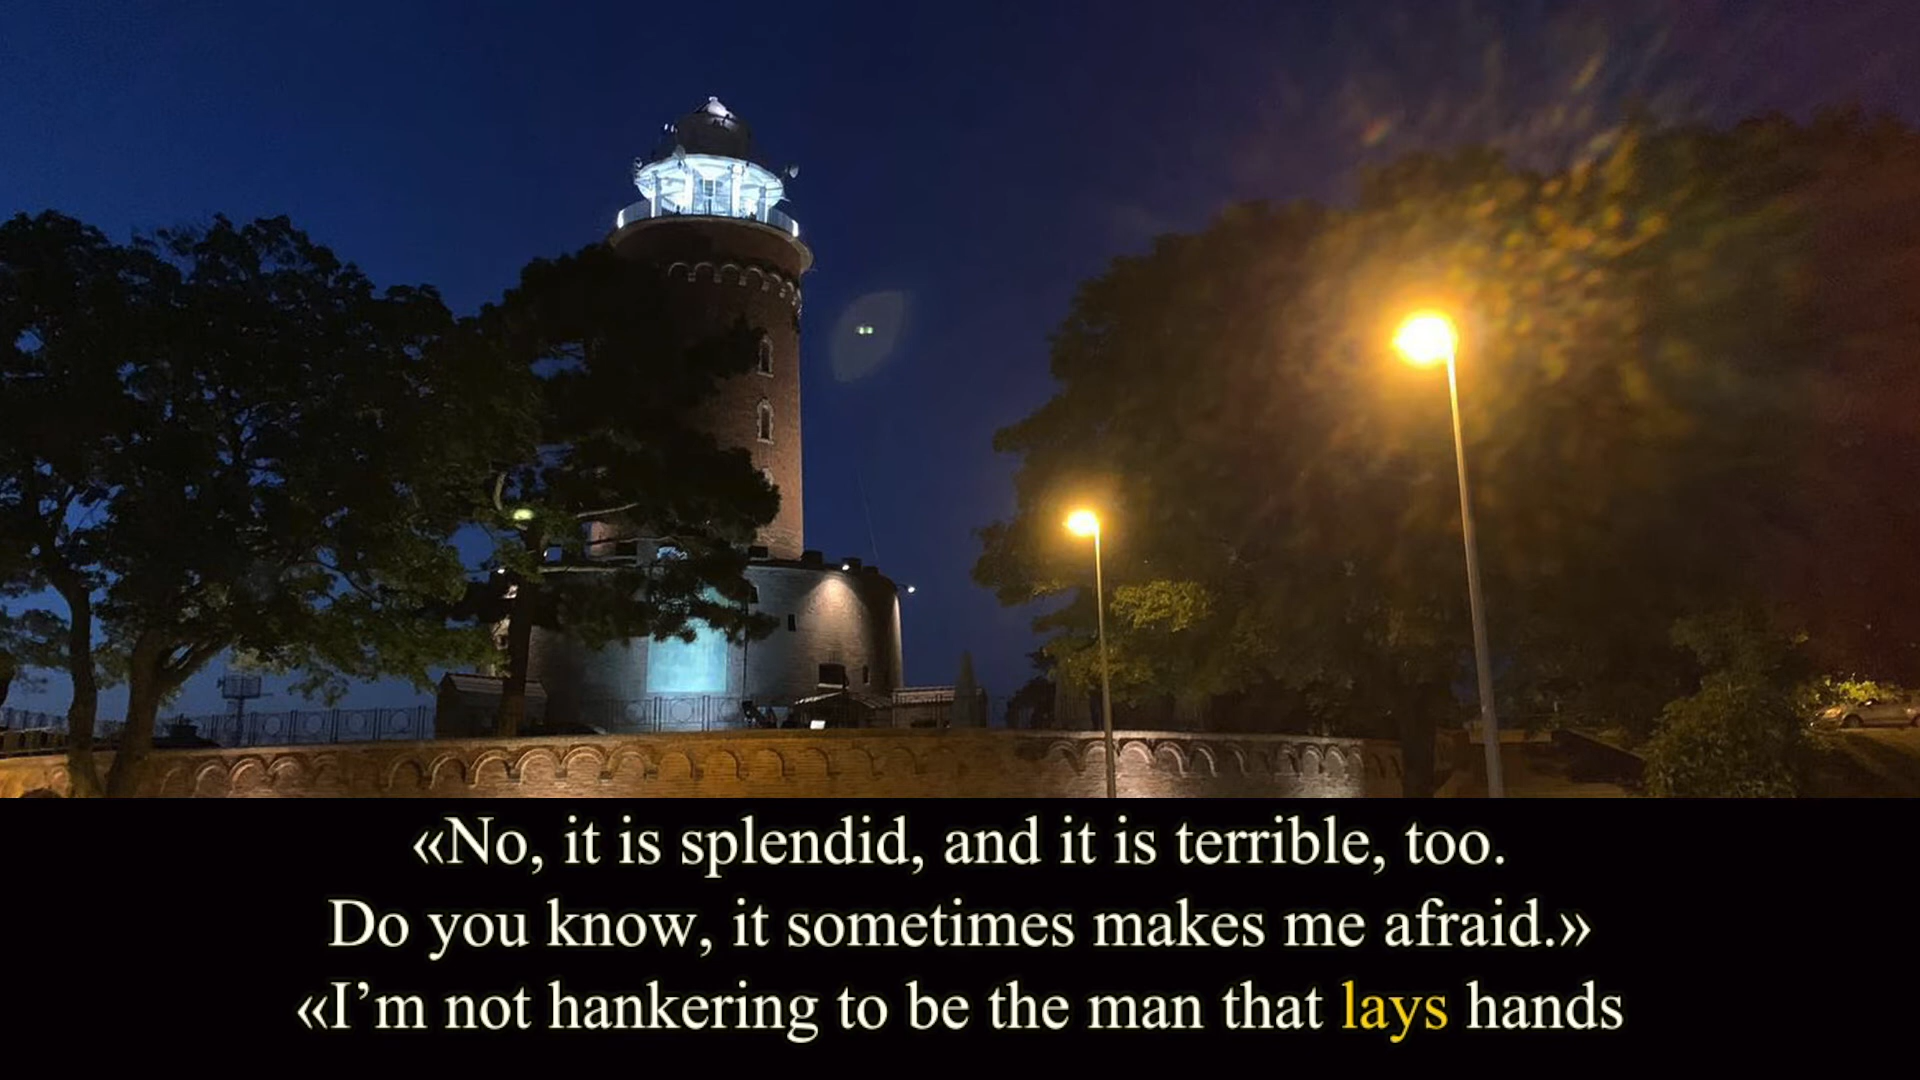 «No, it is splendid, and it is terrible, too.
Do you know, it sometimes makes me afraid.»
«I’m not hankering to be the man that lays hands